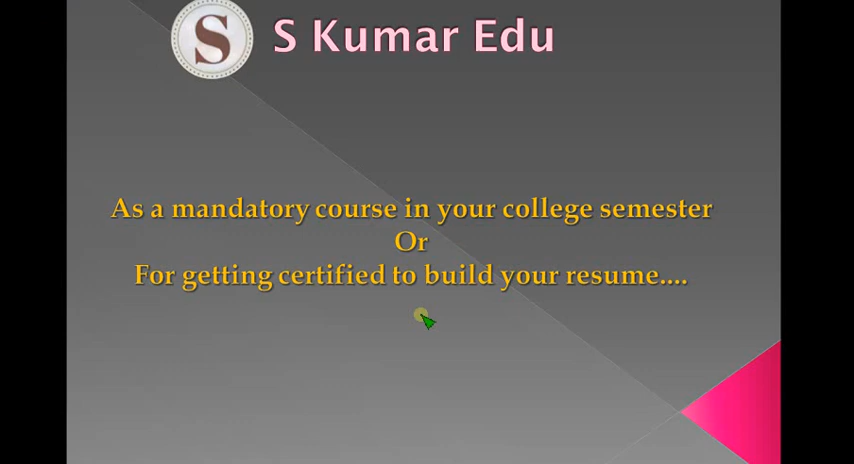 S
S Kumar Edu
As a mandatory course in your college semester
Or
For getting certified to build your resume....